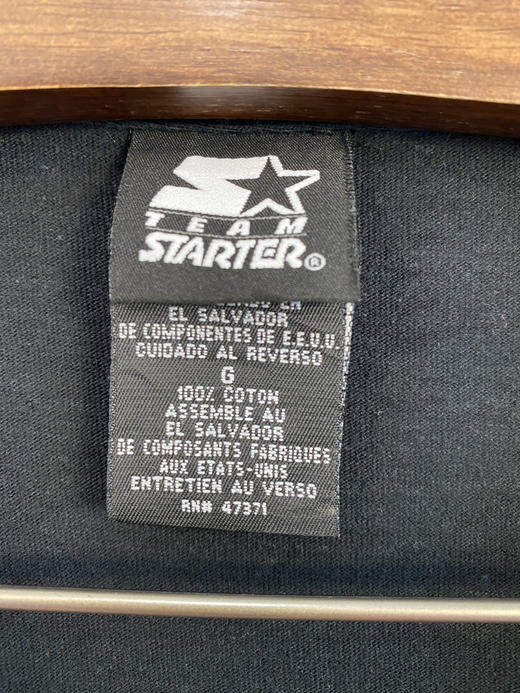 TEAM
STARTER®
EL SALVADOR
DE COMPONENTES DE E.E.U.U.
CUIDADO AL REVERSO
G
100% COTON
ASSEMBLE AU
EL SALVADOR
DE COMPOSANTS FABRIQUES
AUX ETATS-UNIS
ENTRETIEN AU VERSO
RN# 47371